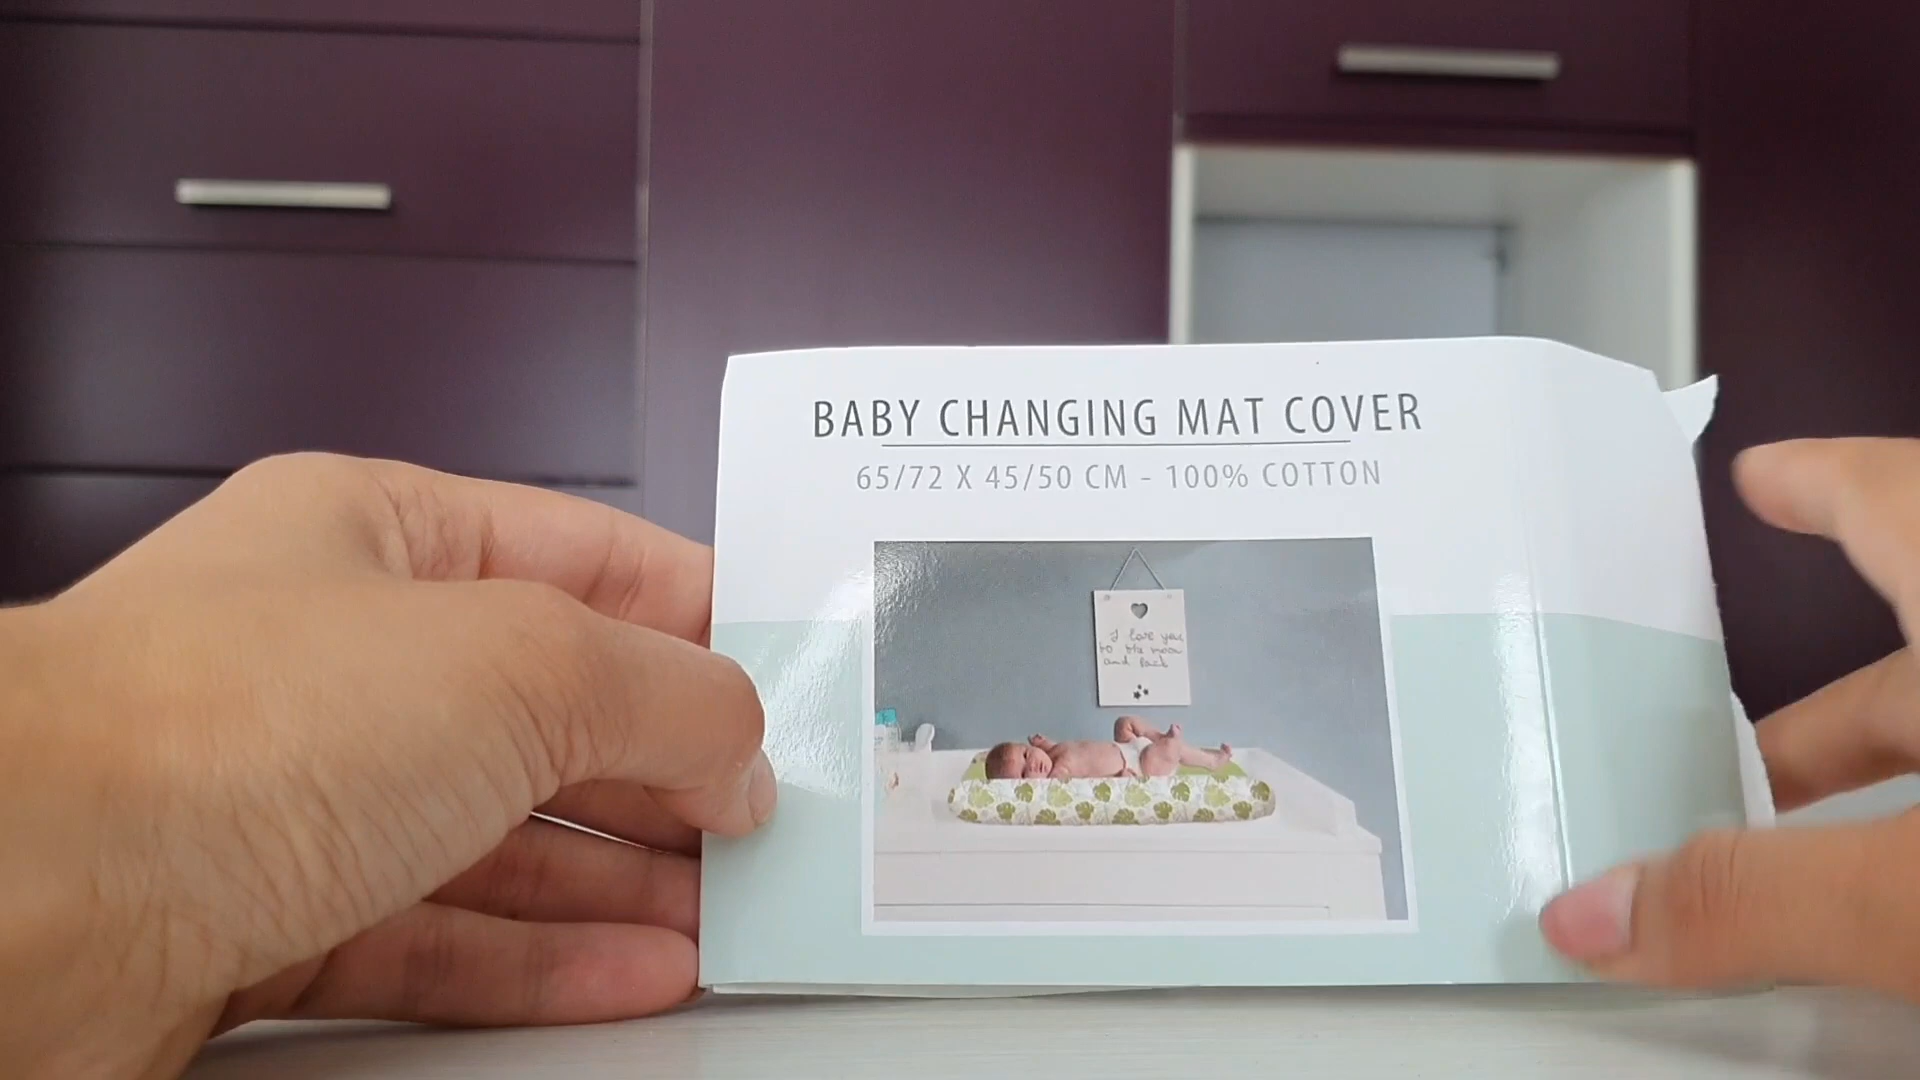 BABY CHANGING MAT COVER
65/72 X 45/50 CM - 100% COTTON
I love you
to the moon
and back